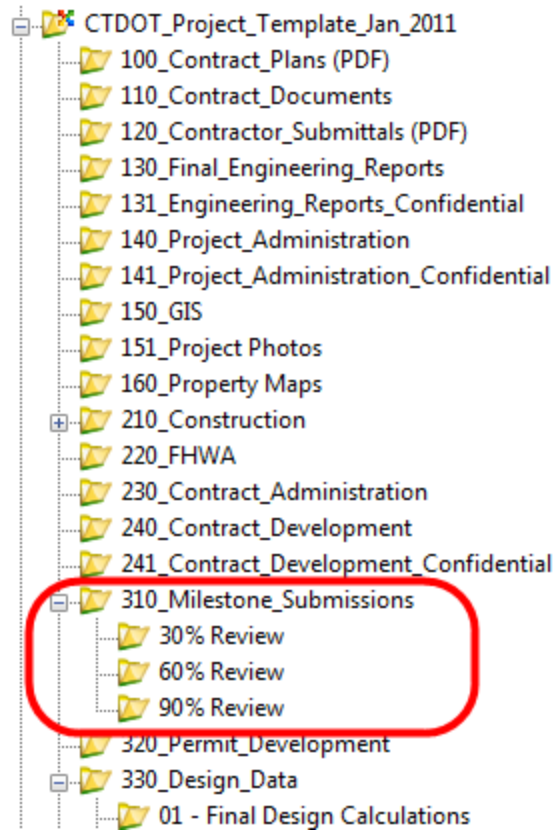 CTDOT_Project_Template_Jan_2011
100_Contract_Plans (PDF)
110_Contract_Documents
120_Contractor_Submittals (PDF)
130_Final_Engineering_Reports
131_Engineering_Reports_Confidential
140_Project_Administration
141_Project_Administration_Confidential
150_GIS
151_Project Photos
160_Property Maps
210_Construction
220_FHWA
230_Contract_Administration
240_Contract_Development
241_Contract_Development_Confidential
310_Milestone_Submissions
30% Review
60% Review
90% Review
320_Permit_Development
330_Design_Data
01 - Final Design Calculations